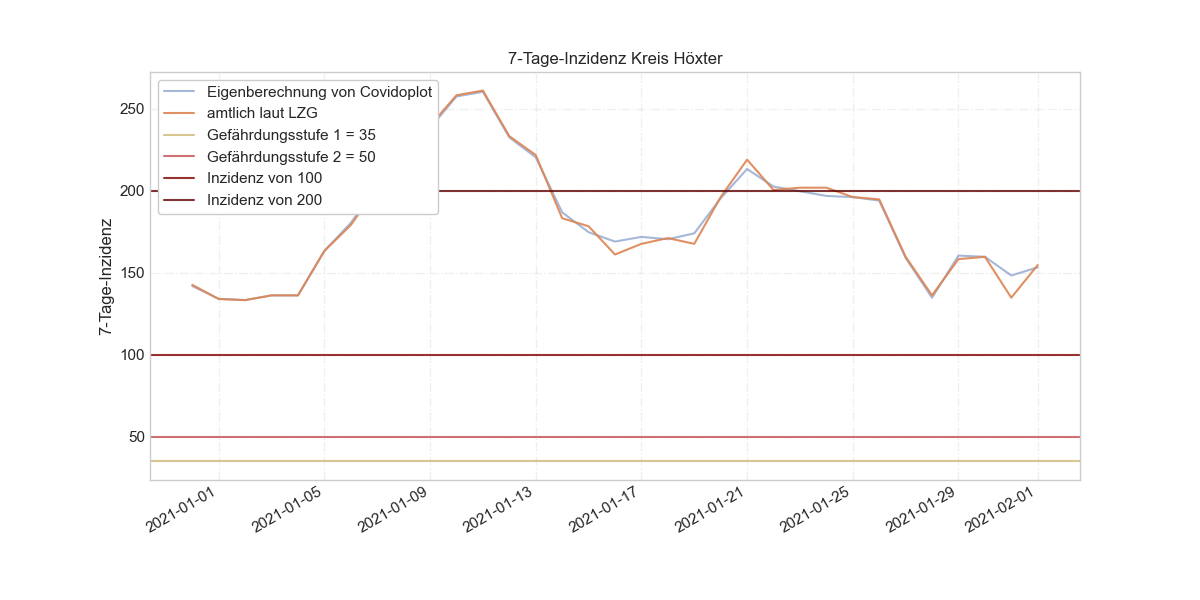 7-Tage-Inzidenz Kreis Höxter
Eigenberechnung von Covidoplot
amtlich laut LZG
Gefährdungsstufe 1 = 35
Gefährdungsstufe 2 = 50
Inzidenz von 100
Inzidenz von 200
7-Tage-Inzidenz
250
200
150
100
50
2021-01-01
2021-01-05
2021-01-09
2021-01-13
2021-01-17
2021-01-21
2021-01-25
2021-01-29
2021-02-01